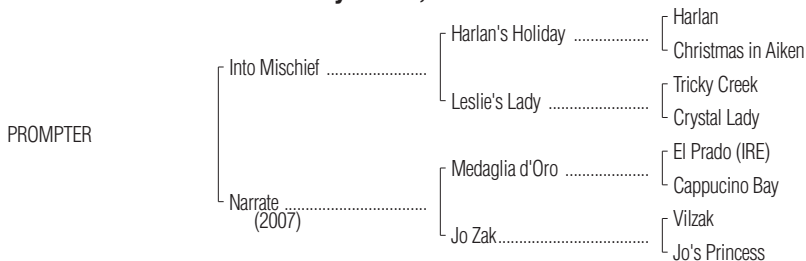 Harlan
Harlan's Holiday ..................
Christmas in Aiken
Into Mischief ........................
Tricky Creek
Leslie's Lady ........................
Crystal Lady
PROMPTER
El Prado (IRE)
Medaglia d'Oro ....................
Cappucino Bay
Narrate ..................................
(2007)
Vilzak
Jo Zak....................................
Jo's Princess